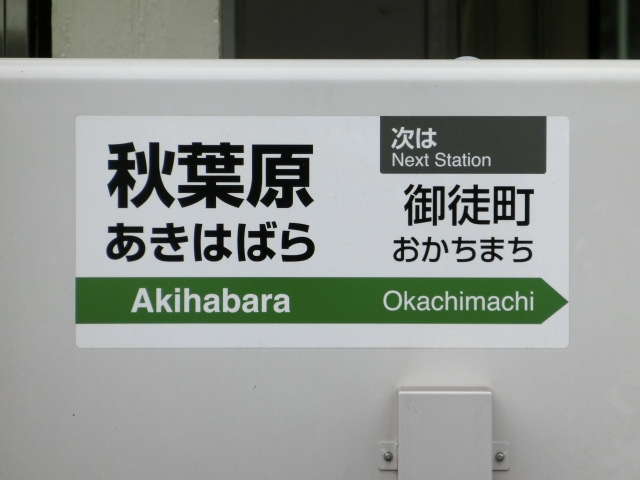 秋葉原
あきはばら
Akihabara
次は
Next Station
御徒町
おかちまち
Okachimachi